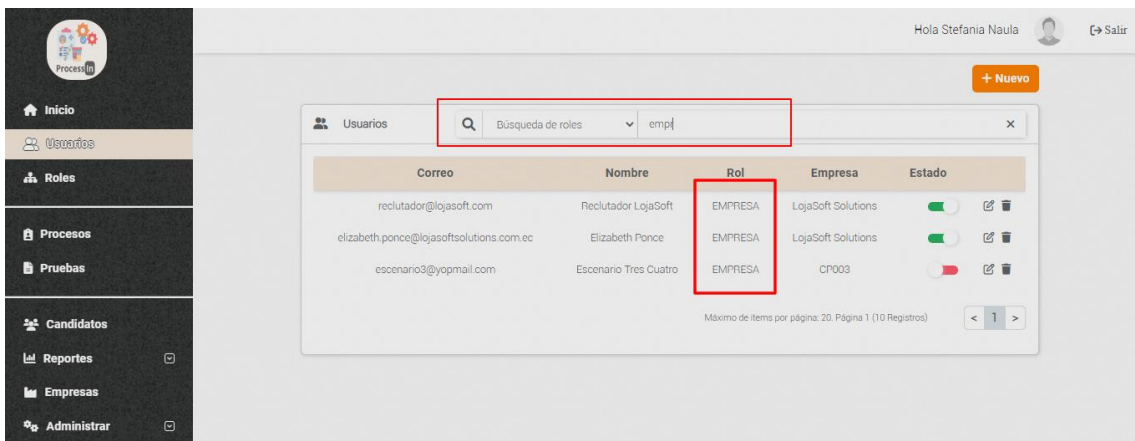 Hola Stefania Naula
Salir
ProcessIn
+ Nuevo
Inicio
Usuarios
Roles
Procesos
Pruebas
Candidatos
Reportes
Empresas
Administrar
Usuarios Búsqueda de roles emp
Correo Nombre Rol Empresa Estado
reclutador@lojasoft.com Reclutador LojaSoft EMPRESA LojaSoft Solutions
elizabeth.ponce@lojasoftsolutions.com.ec Elizabeth Ponce EMPRESA LojaSoft Solutions
escenario3@yopmail.com Escenario Tres Cuatro EMPRESA CP003
Máximo de items por página: 20. Página 1 (10 Registros) < 1 >